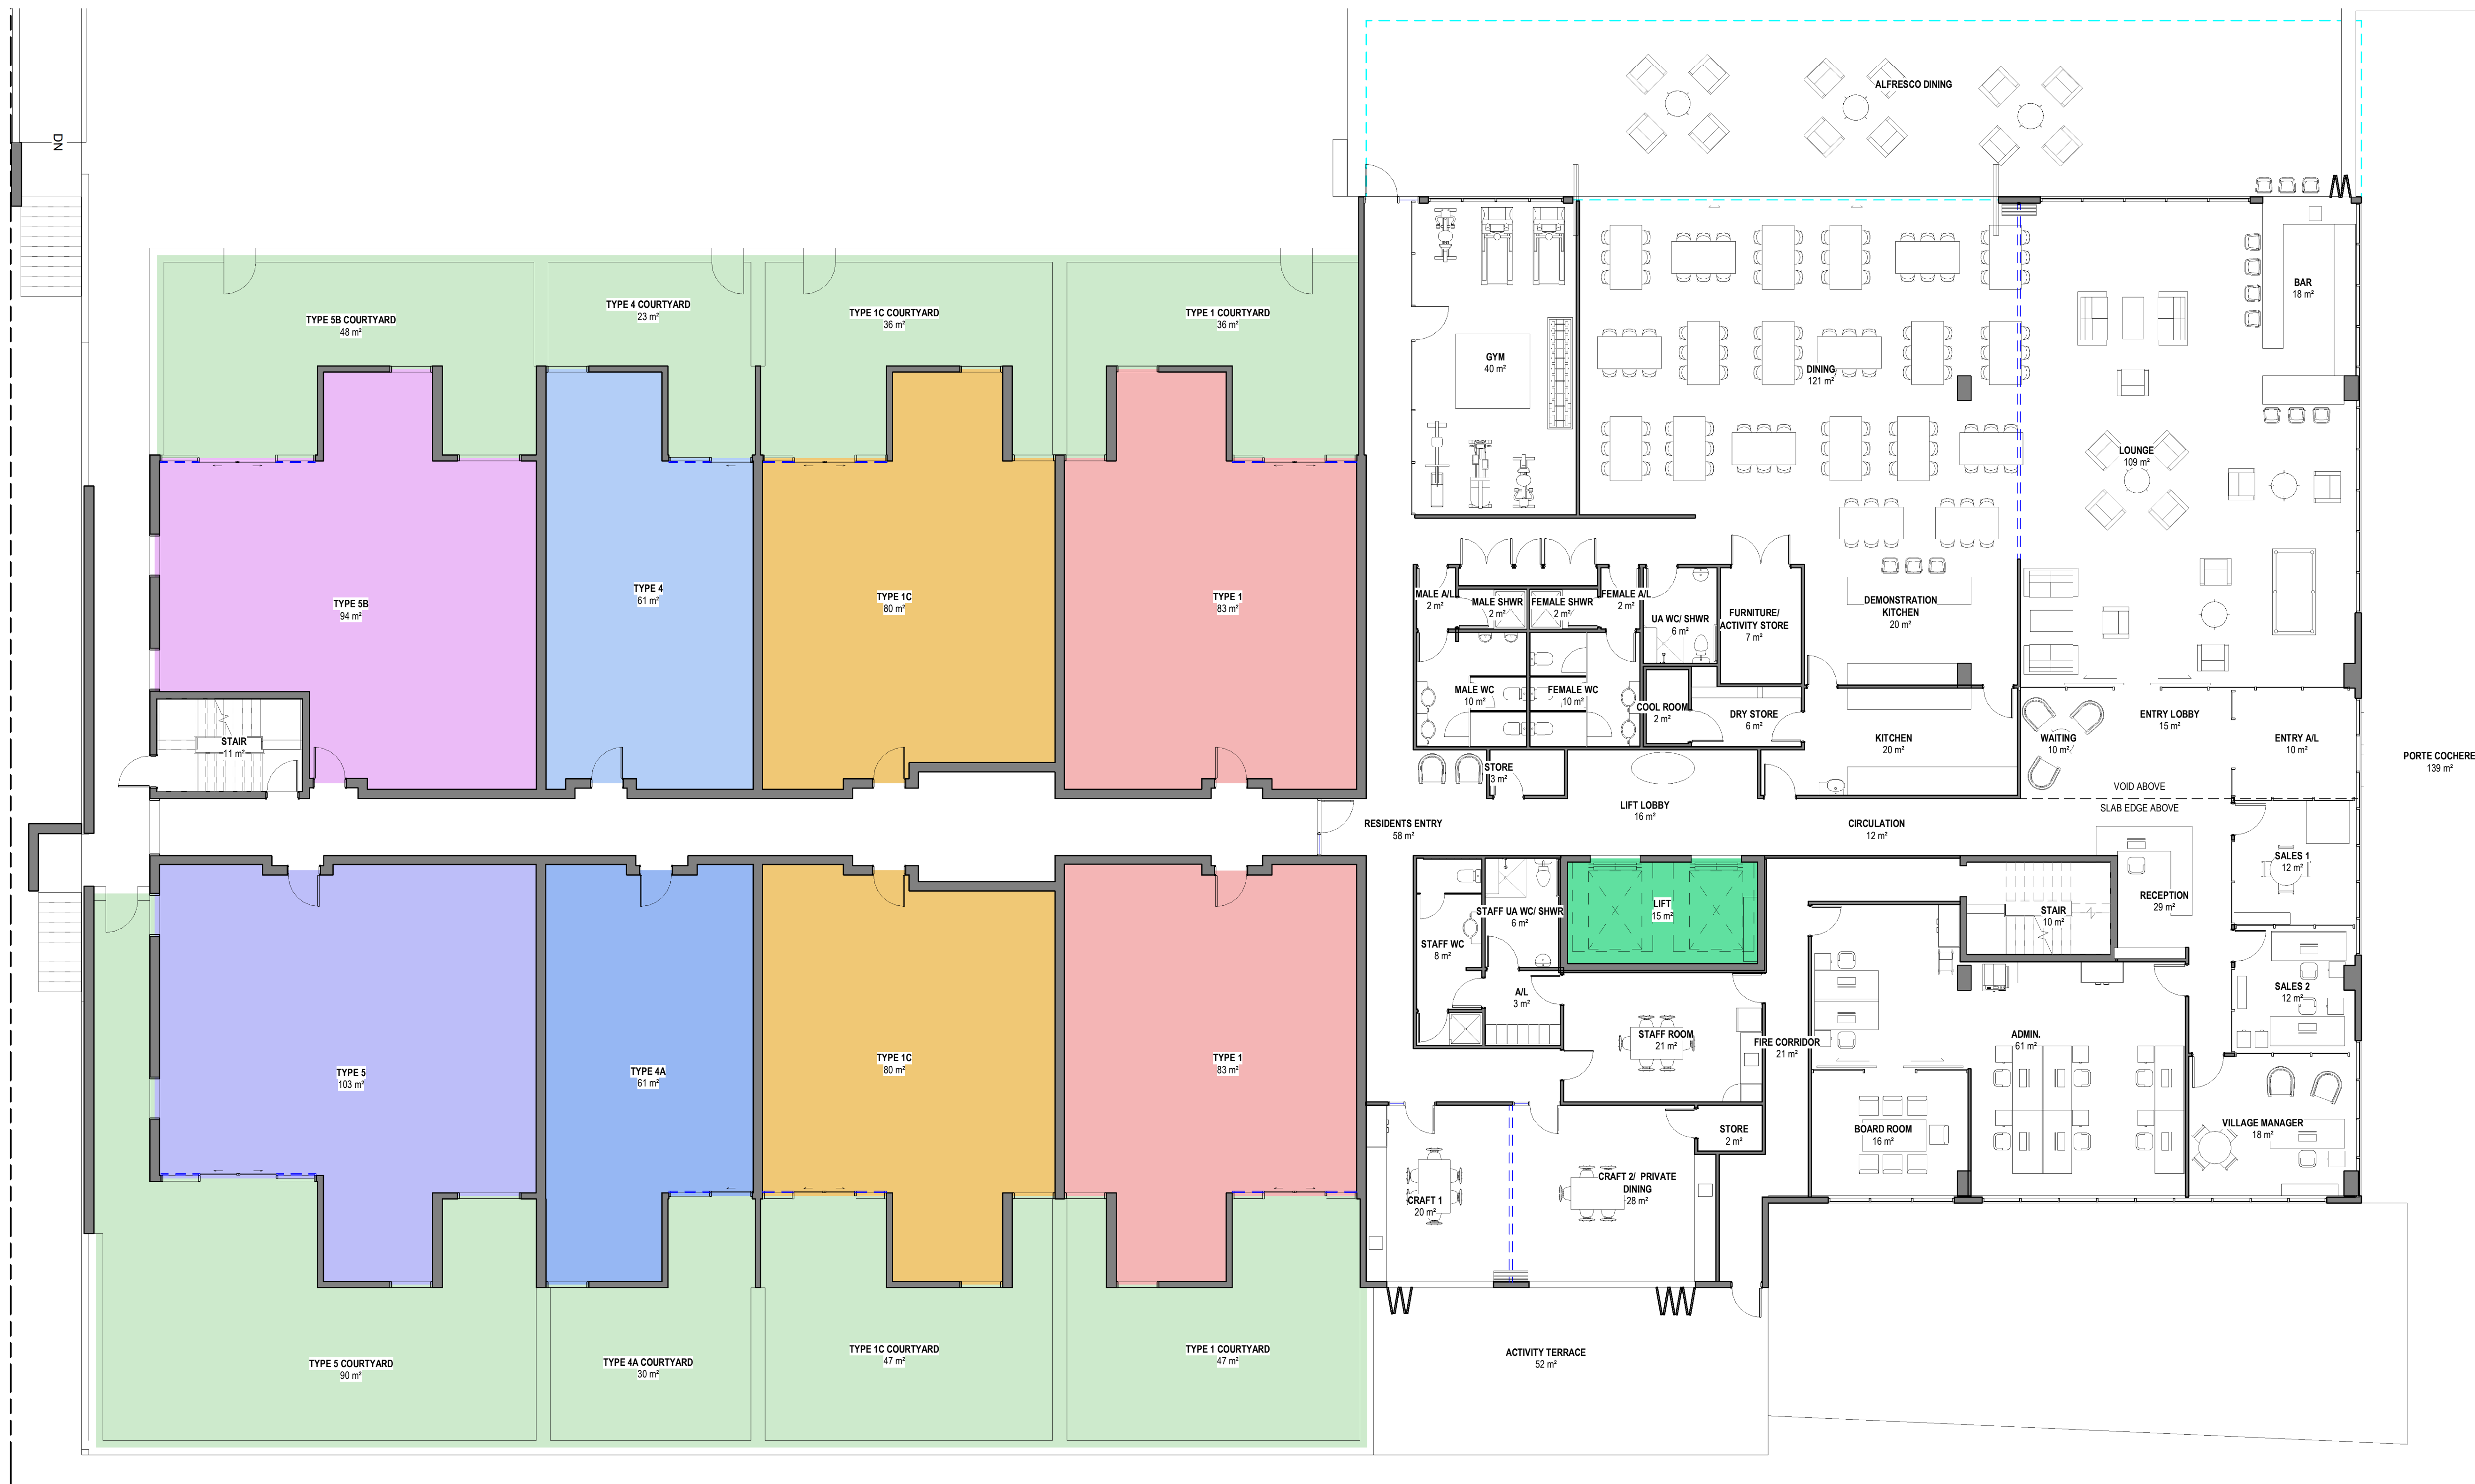 DN
ALFRESCO DINING
TYPE 5B COURTYARD
48 m²
TYPE 4 COURTYARD
23 m²
TYPE 1C COURTYARD
36 m²
TYPE 1 COURTYARD
36 m²
GYM
40 m²
DINING
121 m²
BAR
18 m²
LOUNGE
109 m²
TYPE 5B
94 m²
TYPE 4
61 m²
TYPE 1C
80 m²
TYPE 1
83 m²
MALE A/L
2 m²
MALE SHWR
2 m²
FEMALE SHWR
2 m²
FEMALE A/L
2 m²
UA WC/ SHWR
6 m²
FURNITURE/
ACTIVITY STORE
7 m²
DEMONSTRATION
KITCHEN
20 m²
STAIR
11 m²
MALE WC
10 m²
FEMALE WC
10 m²
COOL ROOM
2 m²
DRY STORE
6 m²
KITCHEN
20 m²
WAITING
10 m²
ENTRY LOBBY
15 m²
ENTRY A/L
10 m²
PORTE COCHERE
139 m²
STORE
3 m²
VOID ABOVE
SLAB EDGE ABOVE
LIFT LOBBY
16 m²
RESIDENTS ENTRY
58 m²
CIRCULATION
12 m²
SALES 1
12 m²
RECEPTION
29 m²
STAIR
10 m²
LIFT
15 m²
STAFF UA WC/ SHWR
6 m²
STAFF WC
8 m²
A/L
3 m²
SALES 2
12 m²
STAFF ROOM
21 m²
FIRE CORRIDOR
21 m²
ADMIN.
61 m²
TYPE 5
103 m²
TYPE 4A
61 m²
TYPE 1C
80 m²
TYPE 1
83 m²
STORE
2 m²
BOARD ROOM
16 m²
VILLAGE MANAGER
18 m²
CRAFT 1
20 m²
CRAFT 2/ PRIVATE
DINING
28 m²
TYPE 5 COURTYARD
90 m²
TYPE 4A COURTYARD
30 m²
TYPE 1C COURTYARD
47 m²
TYPE 1 COURTYARD
47 m²
ACTIVITY TERRACE
52 m²